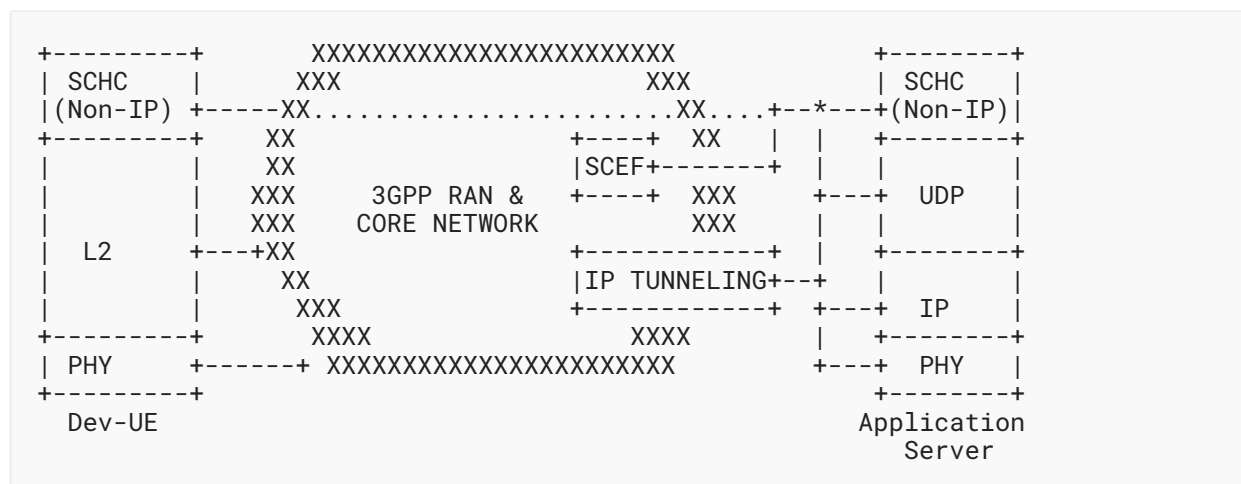 +---------+       XXXXXXXXXXXXXXXXXXXXXXXX             +--------+
| SCHC    |      XXX                    XXX            | SCHC   |
|(Non-IP) +-----XX........................XX....+--*---+(Non-IP)|
+---------+    XX                  +----+  XX   |  |   +--------+
|         |    XX                  |SCEF+-------+  |   |        |
|         |   XXX     3GPP RAN &   +----+  XXX     +---+  UDP   |
|         |   XXX    CORE NETWORK          XXX     |   |        |
|  L2     +---+XX                  +------------+  |   +--------+
|         |     XX                 |IP TUNNELING+--+   |        |
|         |      XXX               +------------+  +---+  IP    |
+---------+       XXXX                 XXXX        |   +--------+
| PHY     +------+ XXXXXXXXXXXXXXXXXXXXXXX         +---+  PHY   |
+---------+                                            +--------+
  Dev-UE                                              Application
                                                         Server